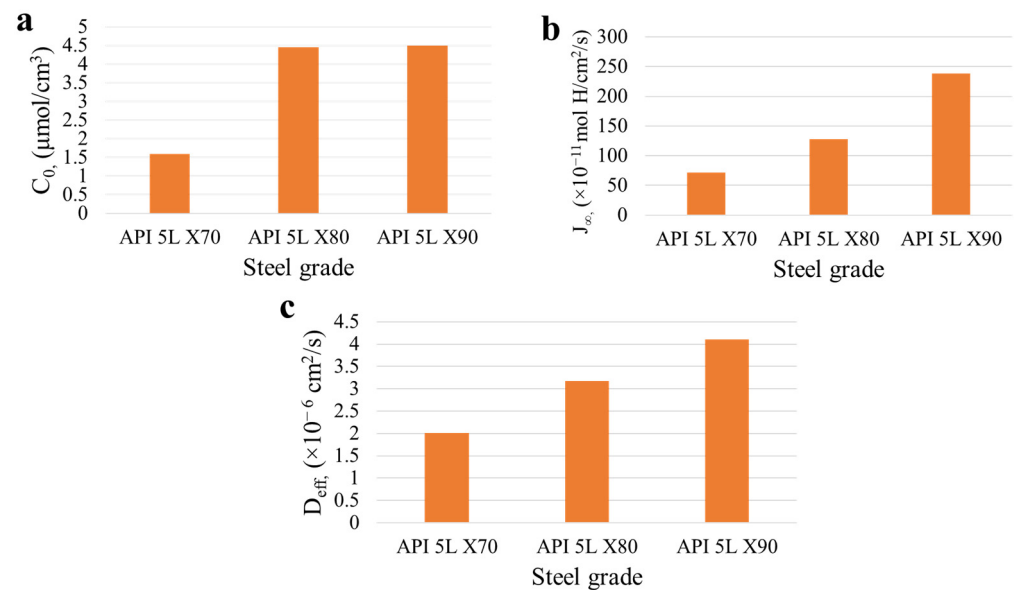 a
C₀, (μmol/cm³)
5
4.5
4
3.5
3
2.5
2
1.5
1
0.5
0
API 5L X70 API 5L X80 API 5L X90
Steel grade
b
J∞, (×10⁻¹¹ mol H/cm²/s)
300
250
200
150
100
50
0
API 5L X70 API 5L X80 API 5L X90
Steel grade
c
Deff, (×10⁻⁶ cm²/s)
4.5
4
3.5
3
2.5
2
1.5
1
0.5
0
API 5L X70 API 5L X80 API 5L X90
Steel grade